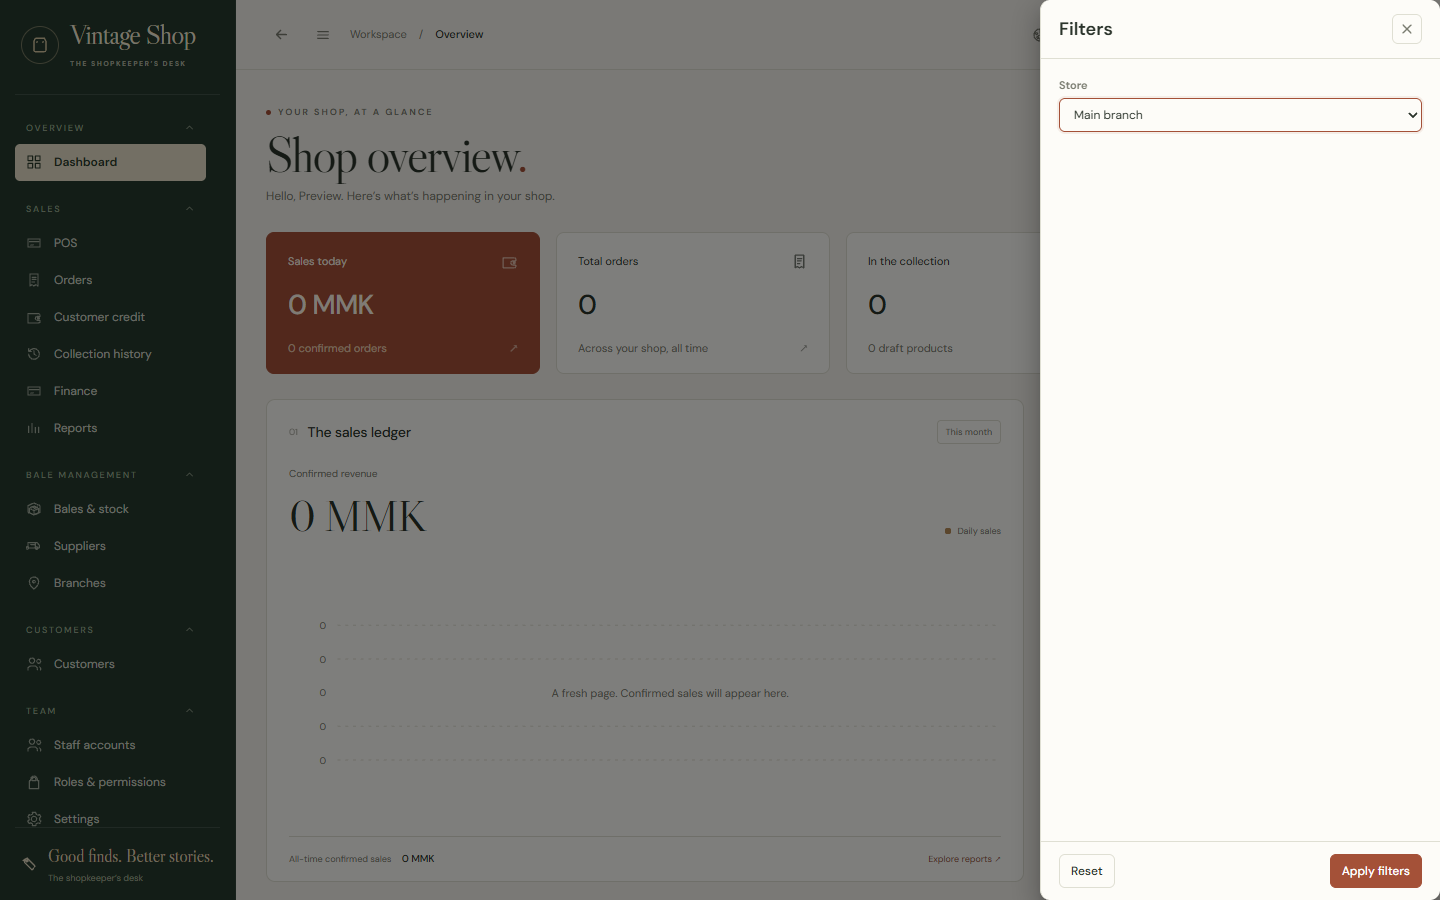 Vintage Shop
THE SHOPKEEPER'S DESK
OVERVIEW
Dashboard
SALES
POS
Orders
Customer credit
Collection history
Finance
Reports
BALE MANAGEMENT
Bales & stock
Suppliers
Branches
CUSTOMERS
Customers
TEAM
Staff accounts
Roles & permissions
Settings
Good finds. Better stories.
The shopkeeper's desk
Workspace / Overview
YOUR SHOP, AT A GLANCE
Shop overview.
Hello, Preview. Here's what's happening in your shop.
Sales today
0 MMK
0 confirmed orders ↗
Total orders
0
Across your shop, all time ↗
In the collection
0
0 draft products
01 The sales ledger
This month
Confirmed revenue
0 MMK
Daily sales
0
0
0
0
0
A fresh page. Confirmed sales will appear here.
All-time confirmed sales 0 MMK
Explore reports ↗
Filters
Store
Main branch
Reset
Apply filters